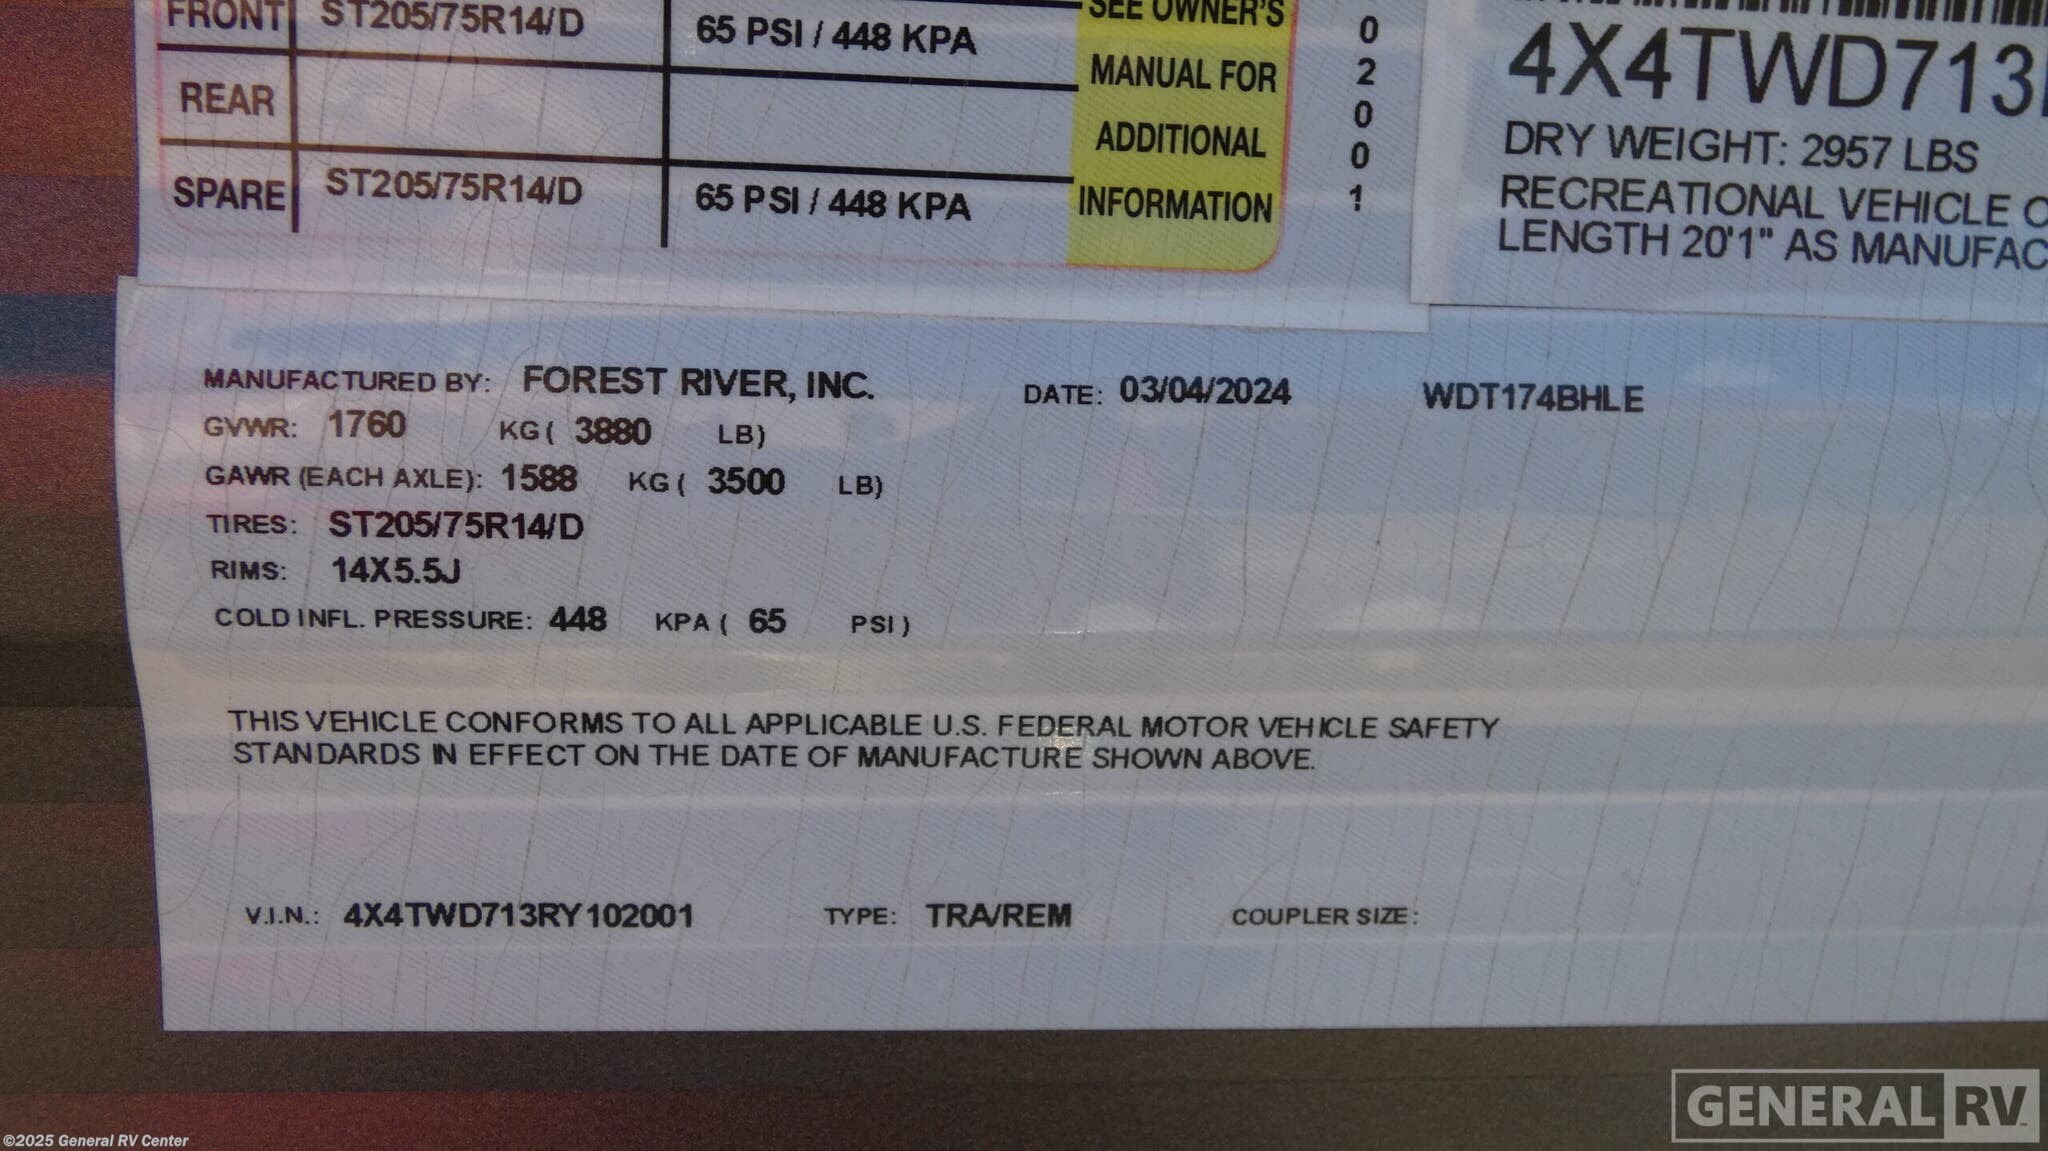 FRONT ST205/75R14/D 65 PSI / 448 KPA
REAR
SPARE ST205/75R14/D 65 PSI / 448 KPA
SEE OWNER'S
MANUAL FOR
ADDITIONAL
INFORMATION
0
2
0
0
1
4X4TWD713
DRY WEIGHT: 2957 LBS
RECREATIONAL VEHICLE
LENGTH 20'1" AS MANUFAC
MANUFACTURED BY: FOREST RIVER, INC. DATE: 03/04/2024 WDT174BHLE
GVWR: 1760 KG ( 3880 LB)
GAWR (EACH AXLE): 1588 KG ( 3500 LB)
TIRES: ST205/75R14/D
RIMS: 14X5.5J
COLD INFL. PRESSURE: 448 KPA ( 65 PSI )
THIS VEHICLE CONFORMS TO ALL APPLICABLE U.S. FEDERAL MOTOR VEHICLE SAFETY
STANDARDS IN EFFECT ON THE DATE OF MANUFACTURE SHOWN ABOVE.
V.I.N.: 4X4TWD713RY102001 TYPE: TRA/REM COUPLER SIZE:
GENERAL RV
©2025 General RV Center